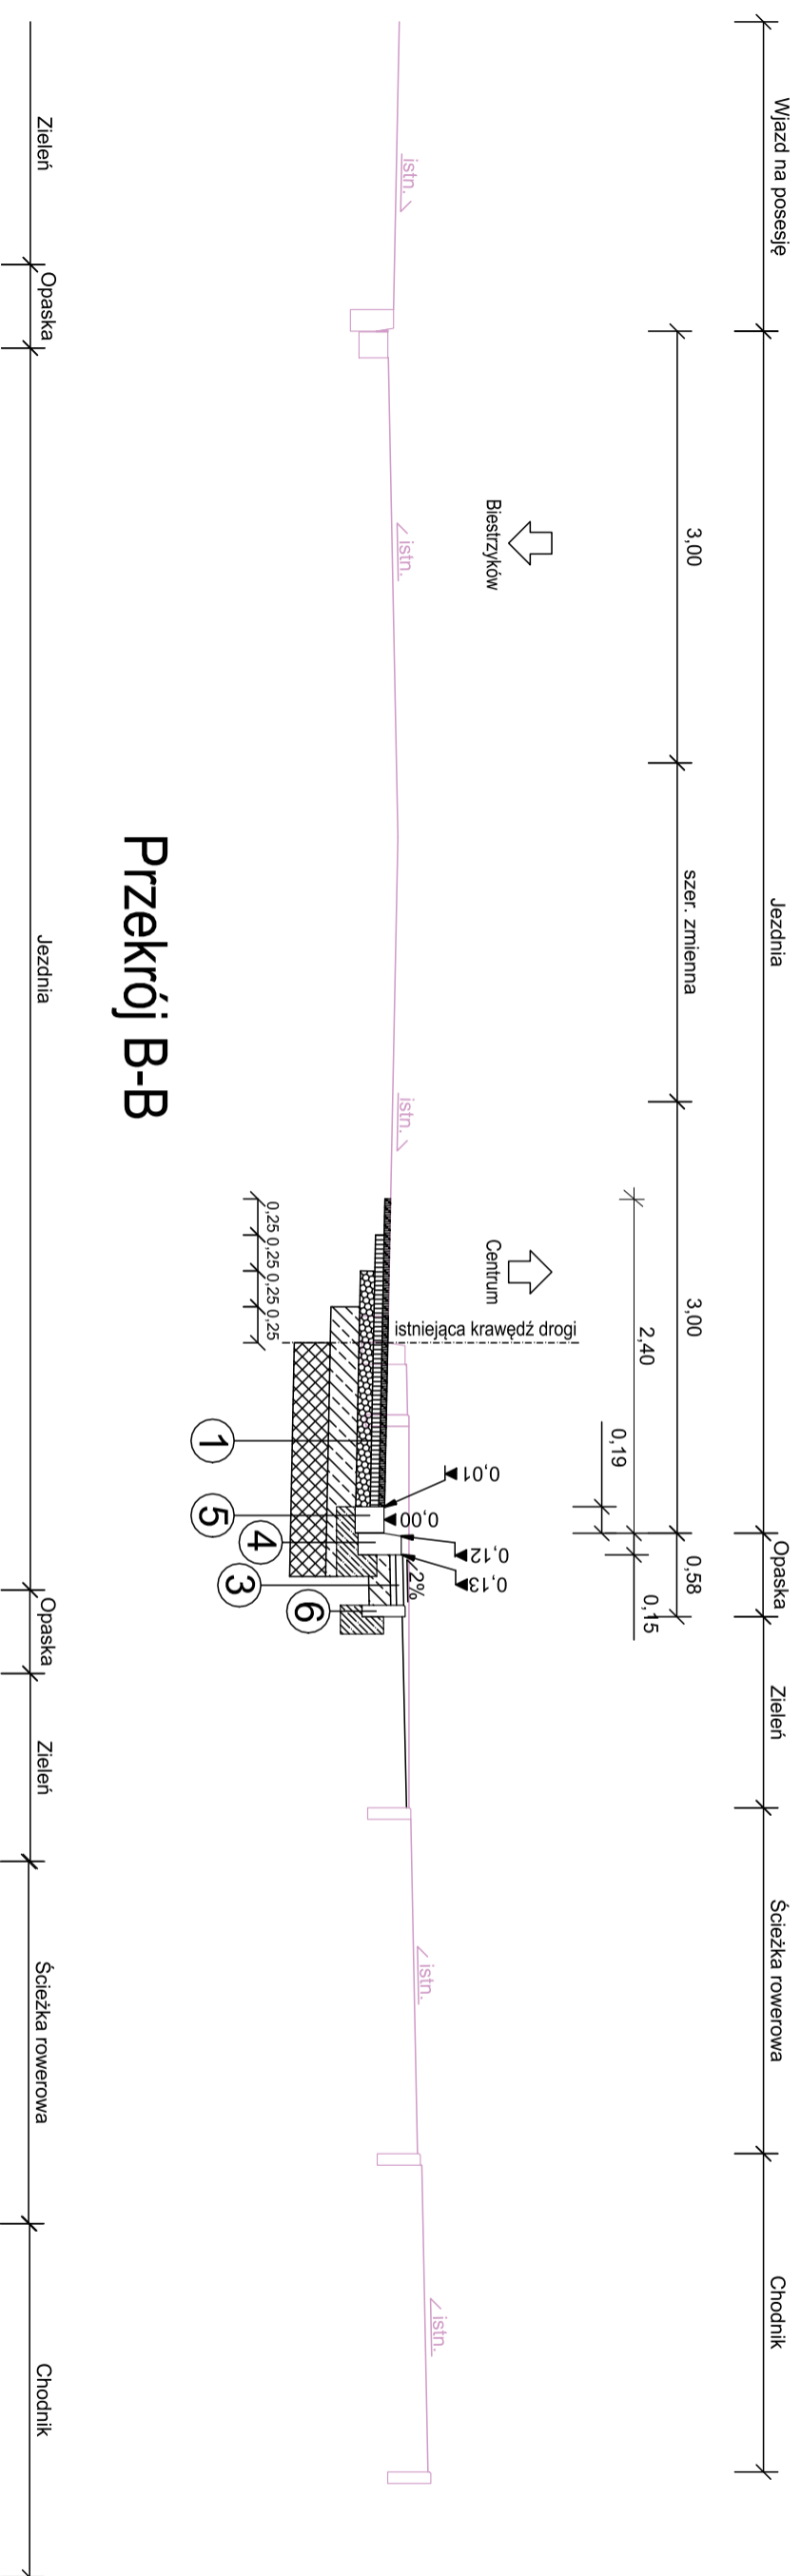 Wjazd na posesję
Jezdnia
Opaska
Zieleń
Ścieżka rowerowa
Chodnik
3,00
szer. zmienna
3,00
0,58
2,40
0,15
0,19
Biestrzyków
Centrum
istniejąca krawędź drogi
0,01
0,00
0,12
0,13
2%
istn.
istn.
istn.
istn.
istn.
0,25 0,25 0,25 0,25
1
5
4
3
6
Przekrój B-B
Zieleń
Opaska
Jezdnia
Opaska
Zieleń
Ścieżka rowerowa
Chodnik